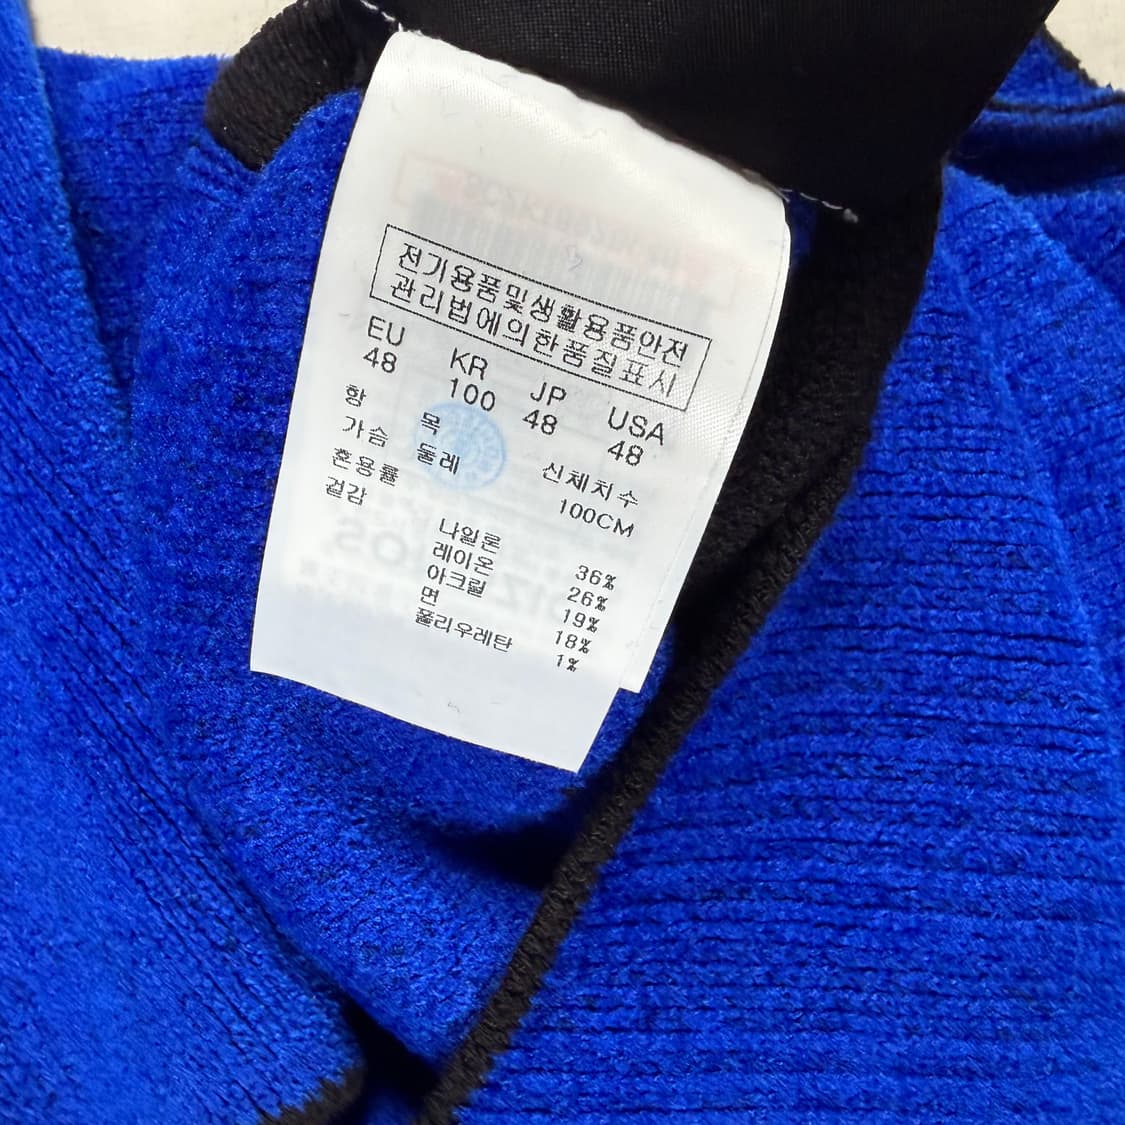 전기용품및생활용품안전
관리법에의한품질표시
EU KR JP USA
48 100 48 48
항 목 신체치수
가슴 둘레 100CM
혼용률
겉감
나일론 36%
레이온 26%
아크릴 19%
면 18%
폴리우레탄 1%